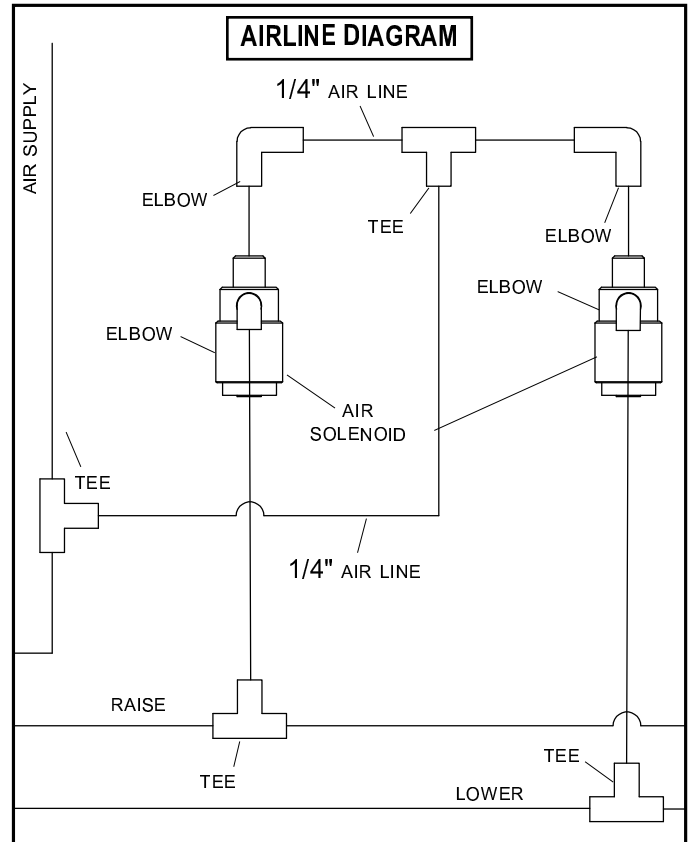 AIRLINE DIAGRAM
1/4" AIR LINE
AIR SUPPLY
ELBOW
TEE
ELBOW
ELBOW
ELBOW
AIR
SOLENOID
TEE
1/4" AIR LINE
RAISE
TEE
TEE
LOWER